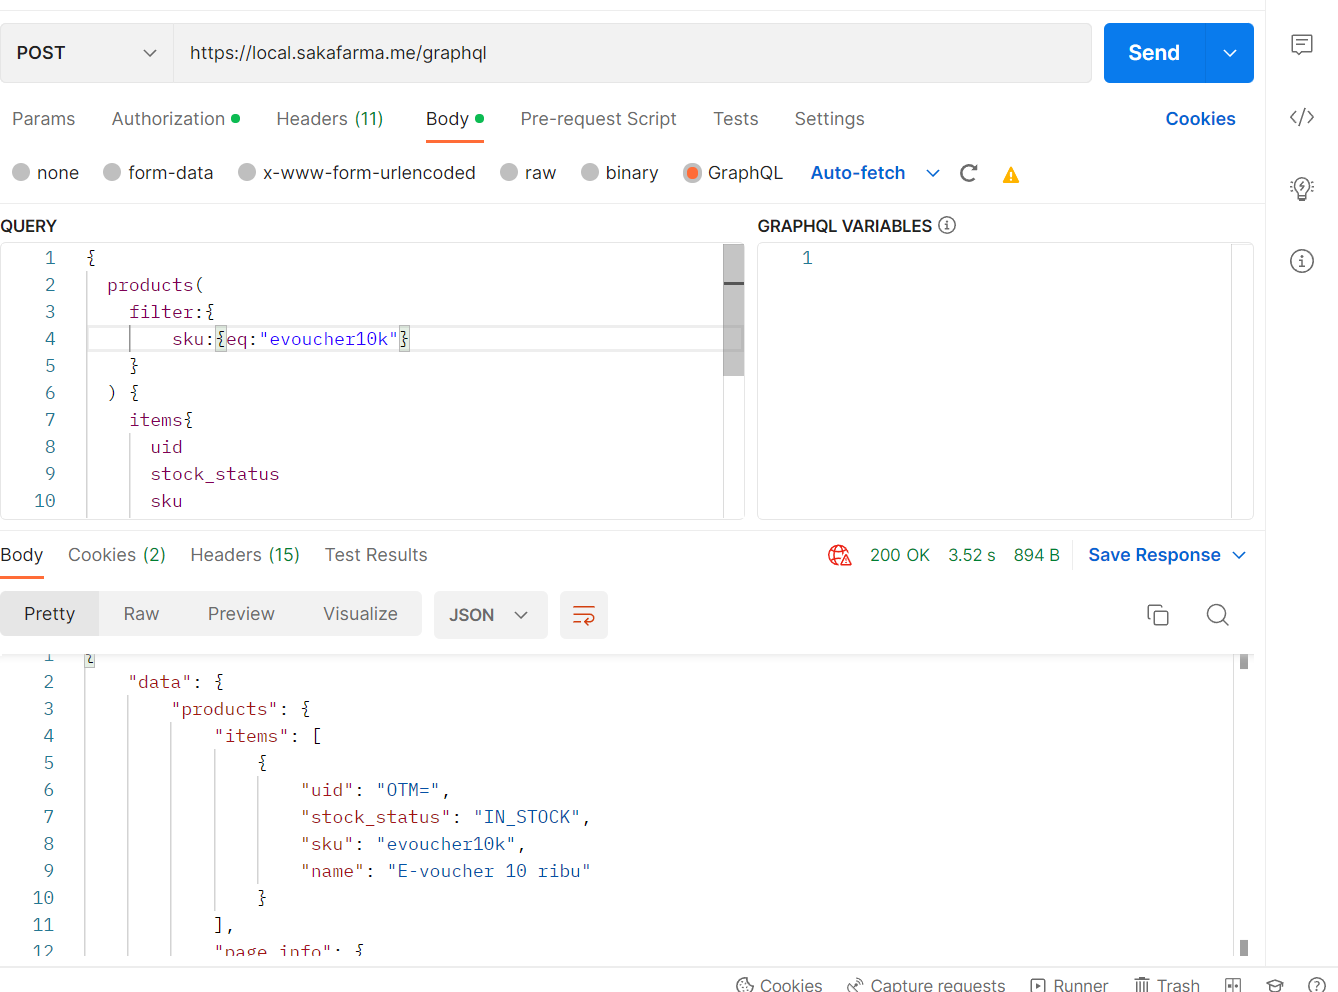 POST https://local.sakafarma.me/graphql Send
Params Authorization Headers (11) Body Pre-request Script Tests Settings Cookies
none form-data x-www-form-urlencoded raw binary GraphQL Auto-fetch
QUERY GRAPHQL VARIABLES
1 { 1
2 products(
3 filter:{
4 sku:{eq:"evoucher10k"}
5 }
6 ) {
7 items{
8 uid
9 stock_status
10 sku
Body Cookies (2) Headers (15) Test Results 200 OK 3.52 s 894 B Save Response
Pretty Raw Preview Visualize JSON
1 {
2 "data": {
3 "products": {
4 "items": [
5 {
6 "uid": "OTM=",
7 "stock_status": "IN_STOCK",
8 "sku": "evoucher10k",
9 "name": "E-voucher 10 ribu"
10 }
11 ],
12 "page_info": {
Cookies Capture requests Runner Trash